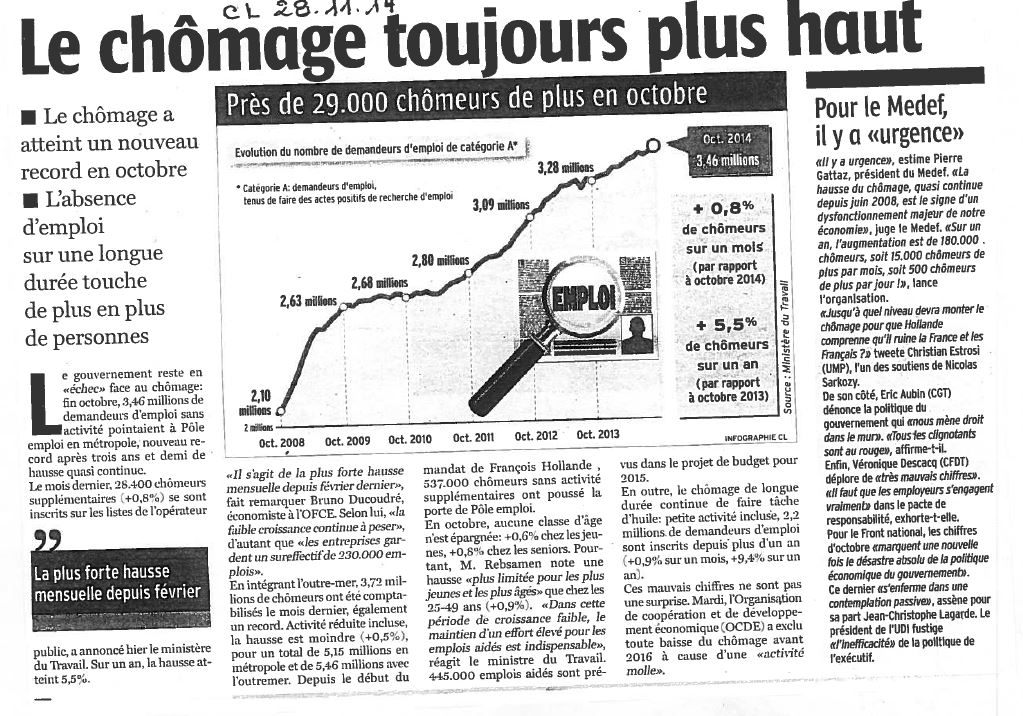 CL 28.11.14
Le chômage toujours plus haut
■ Le chômage a
atteint un nouveau
record en octobre
■ L'absence
d'emploi
sur une longue
durée touche
de plus en plus
de personnes
Près de 29.000 chômeurs de plus en octobre
Evolution du nombre de demandeurs d'emploi de catégorie A*
* Catégorie A: demandeurs d'emploi,
tenus de faire des actes positifs de recherche d'emploi
2,10
millions
2,63 millions
2,68 millions
2,80 millions
3,09 millions
3,28 millions
Oct. 2014
3,46 millions
EMPLOI
2 millions
Oct. 2008
Oct. 2009
Oct. 2010
Oct. 2011
Oct. 2012
Oct. 2013
+ 0,8%
de chômeurs
sur un mois
(par rapport
à octobre 2014)
+ 5,5%
de chômeurs
sur un an
(par rapport
à octobre 2013)
Source : Ministère du Travail
INFOGRAPHIE CL
Le gouvernement reste en
«échec» face au chômage:
fin octobre, 3,46 millions de
demandeurs d'emploi sans
activité pointaient à Pôle
emploi en métropole, nouveau re-
cord après trois ans et demi de
hausse quasi continue.
Le mois dernier, 28.400 chômeurs
supplémentaires (+0,8%) se sont
inscrits sur les listes de l'opérateur
”
La plus forte hausse
mensuelle depuis février
public, a annoncé hier le ministère
du Travail. Sur un an, la hausse at-
teint 5,5%.
«Il s'agit de la plus forte hausse
mensuelle depuis février dernier»,
fait remarquer Bruno Ducoudré,
économiste à l'OFCE. Selon lui, «la
faible croissance continue à peser»,
d'autant que «les entreprises gar-
dent un sureffectif de 230.000 em-
plois».
En intégrant l'outre-mer, 3,72 mil-
lions de chômeurs ont été compta-
bilisés le mois dernier, également
un record. Activité réduite incluse,
la hausse est moindre (+0,5%),
pour un total de 5,15 millions en
métropole et de 5,46 millions avec
l'outremer. Depuis le début du
mandat de François Hollande ,
537.000 chômeurs sans activité
supplémentaires ont poussé la
porte de Pôle emploi.
En octobre, aucune classe d'âge
n'est épargnée: +0,6% chez les jeu-
nes, +0,8% chez les seniors. Pour-
tant, M. Rebsamen note une
hausse «plus limitée pour les plus
jeunes et les plus âgés» que chez les
25-49 ans (+0,9%). «Dans cette
période de croissance faible, le
maintien d'un effort élevé pour les
emplois aidés est indispensable»,
réagit le ministre du Travail.
445.000 emplois aidés sont pré-
vus dans le projet de budget pour
2015.
En outre, le chômage de longue
durée continue de faire tâche
d'huile: petite activité incluse, 2,2
millions de demandeurs d'emploi
sont inscrits depuis plus d'un an
(+0,9% sur un mois, +9,4% sur un
an).
Ces mauvais chiffres ne sont pas
une surprise. Mardi, l'Organisation
de coopération et de développe-
ment économique (OCDE) a exclu
toute baisse du chômage avant
2016 à cause d'une «activité
molle».
Pour le Medef,
il y a «urgence»
«Il y a urgence», estime Pierre
Gattaz, président du Medef. «La
hausse du chômage, quasi continue
depuis juin 2008, est le signe d'un
dysfonctionnement majeur de notre
économie», juge le Medef. «Sur un
an, l'augmentation est de 180.000
chômeurs, soit 15.000 chômeurs de
plus par mois, soit 500 chômeurs
de plus par jour !», lance
l'organisation.
«Jusqu'à quel niveau devra monter le
chômage pour que Hollande
comprenne qu'il ruine la France et les
Français ?» tweete Christian Estrosi
(UMP), l'un des soutiens de Nicolas
Sarkozy.
De son côté, Eric Aubin (CGT)
dénonce la politique du
gouvernement qui «nous mène droit
dans le mur». «Tous les clignotants
sont au rouge», affirme-t-il.
Enfin, Véronique Descacq (CFDT)
déplore de «très mauvais chiffres».
«Il faut que les employeurs s'engagent
vraiment» dans le pacte de
responsabilité, exhorte-t-elle.
Pour le Front national, les chiffres
d'octobre «marquent une nouvelle
fois le désastre absolu de la politique
économique du gouvernement».
Ce dernier «s'enferme dans une
contemplation passive», assène pour
sa part Jean-Christophe Lagarde. Le
président de l'UDI fustige
«l'inefficacité» de la politique de
l'exécutif.